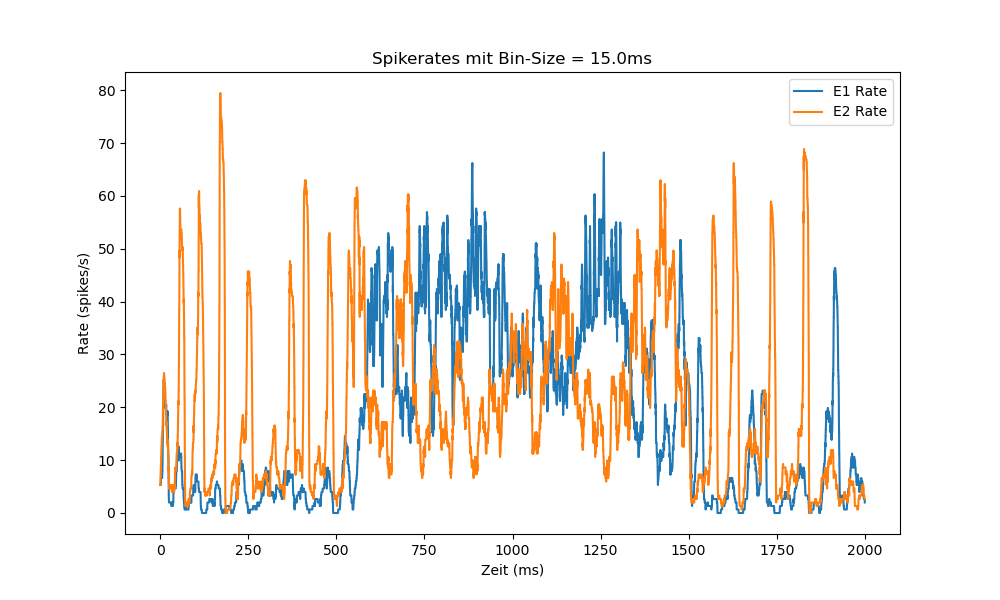 Spikerates mit Bin-Size = 15.0ms
E1 Rate
E2 Rate
80
70
60
50
40
30
20
10
0
Rate (spikes/s)
0 250 500 750 1000 1250 1500 1750 2000
Zeit (ms)